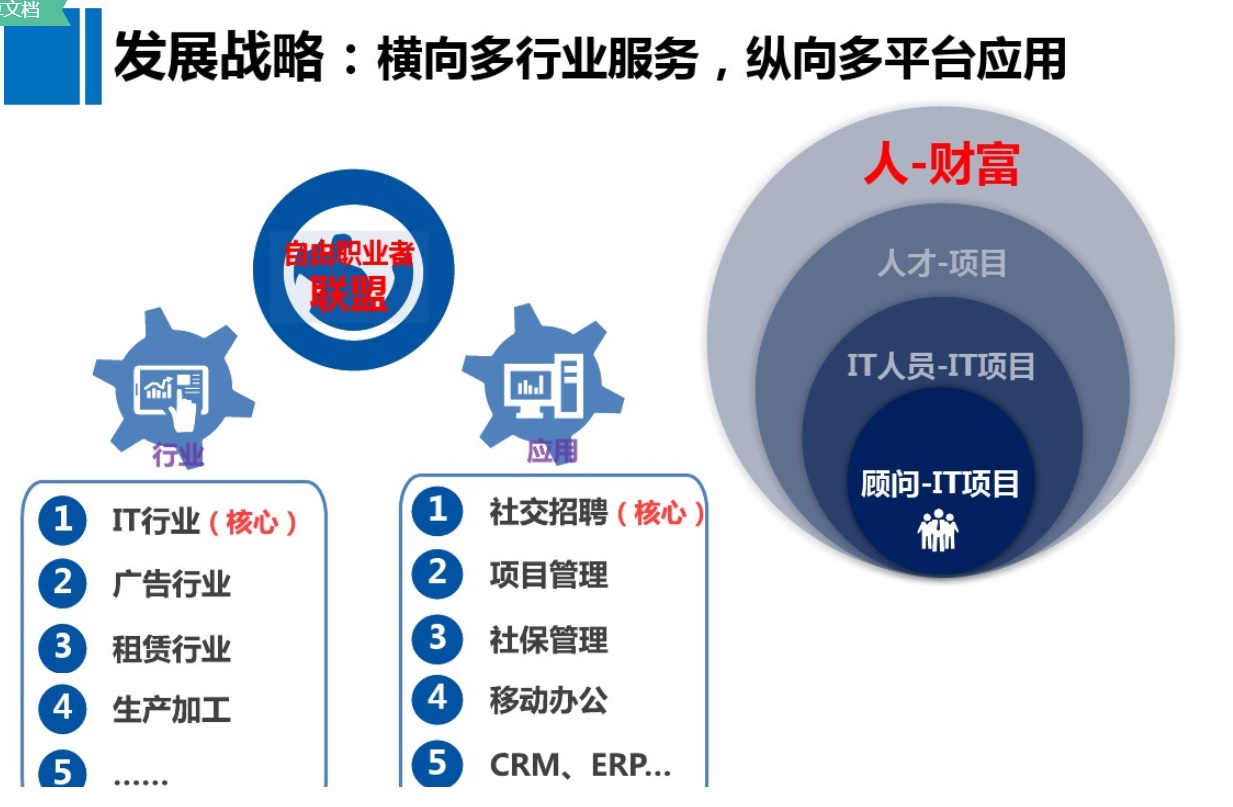 文档
发展战略：横向多行业服务，纵向多平台应用
自由职业者
联盟
行业
1 IT行业（核心）
2 广告行业
3 租赁行业
4 生产加工
5 ......
应用
1 社交招聘（核心）
2 项目管理
3 社保管理
4 移动办公
5 CRM、ERP...
人-财富
人才-项目
IT人员-IT项目
顾问-IT项目